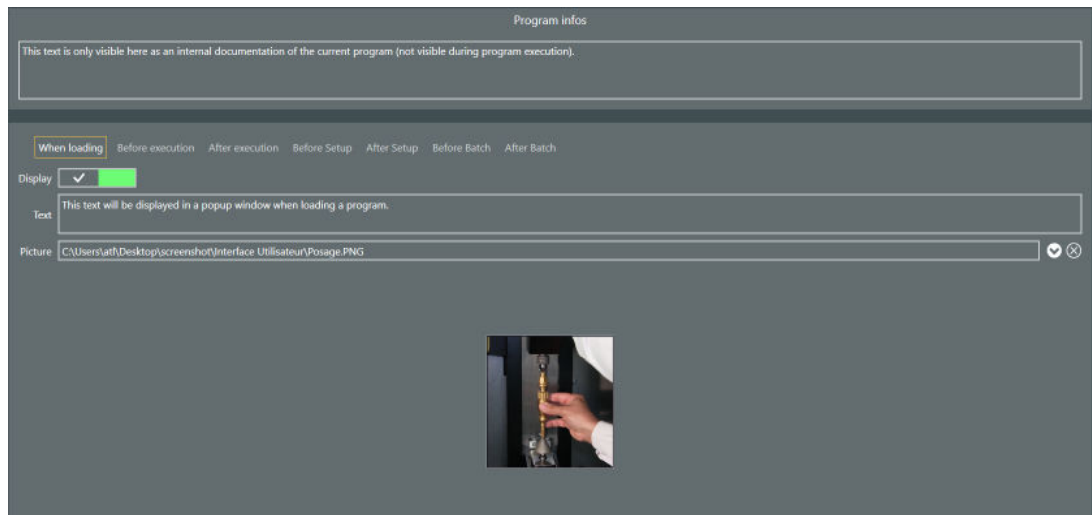 Program infos
This text is only visible here as an internal documentation of the current program (not visible during program execution).
When loading Before execution After execution Before Setup After Setup Before Batch After Batch
Display
Text This text will be displayed in a popup window when loading a program.
Picture C:\Users\atl\Desktop\screenshot\Interface Utilisateur\Posage.PNG